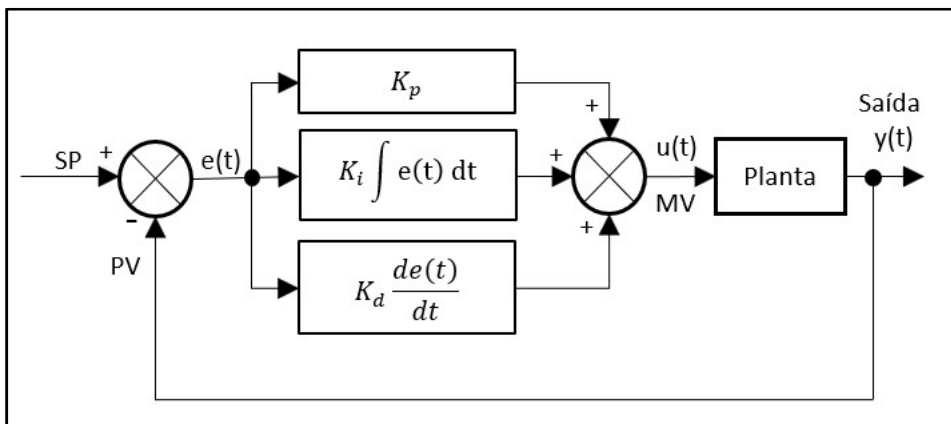 K_p
+
Saída
y(t)
SP
+
e(t)
K_i ∫ e(t) dt
+
u(t)
MV
Planta
-
PV
K_d de(t)/dt
+